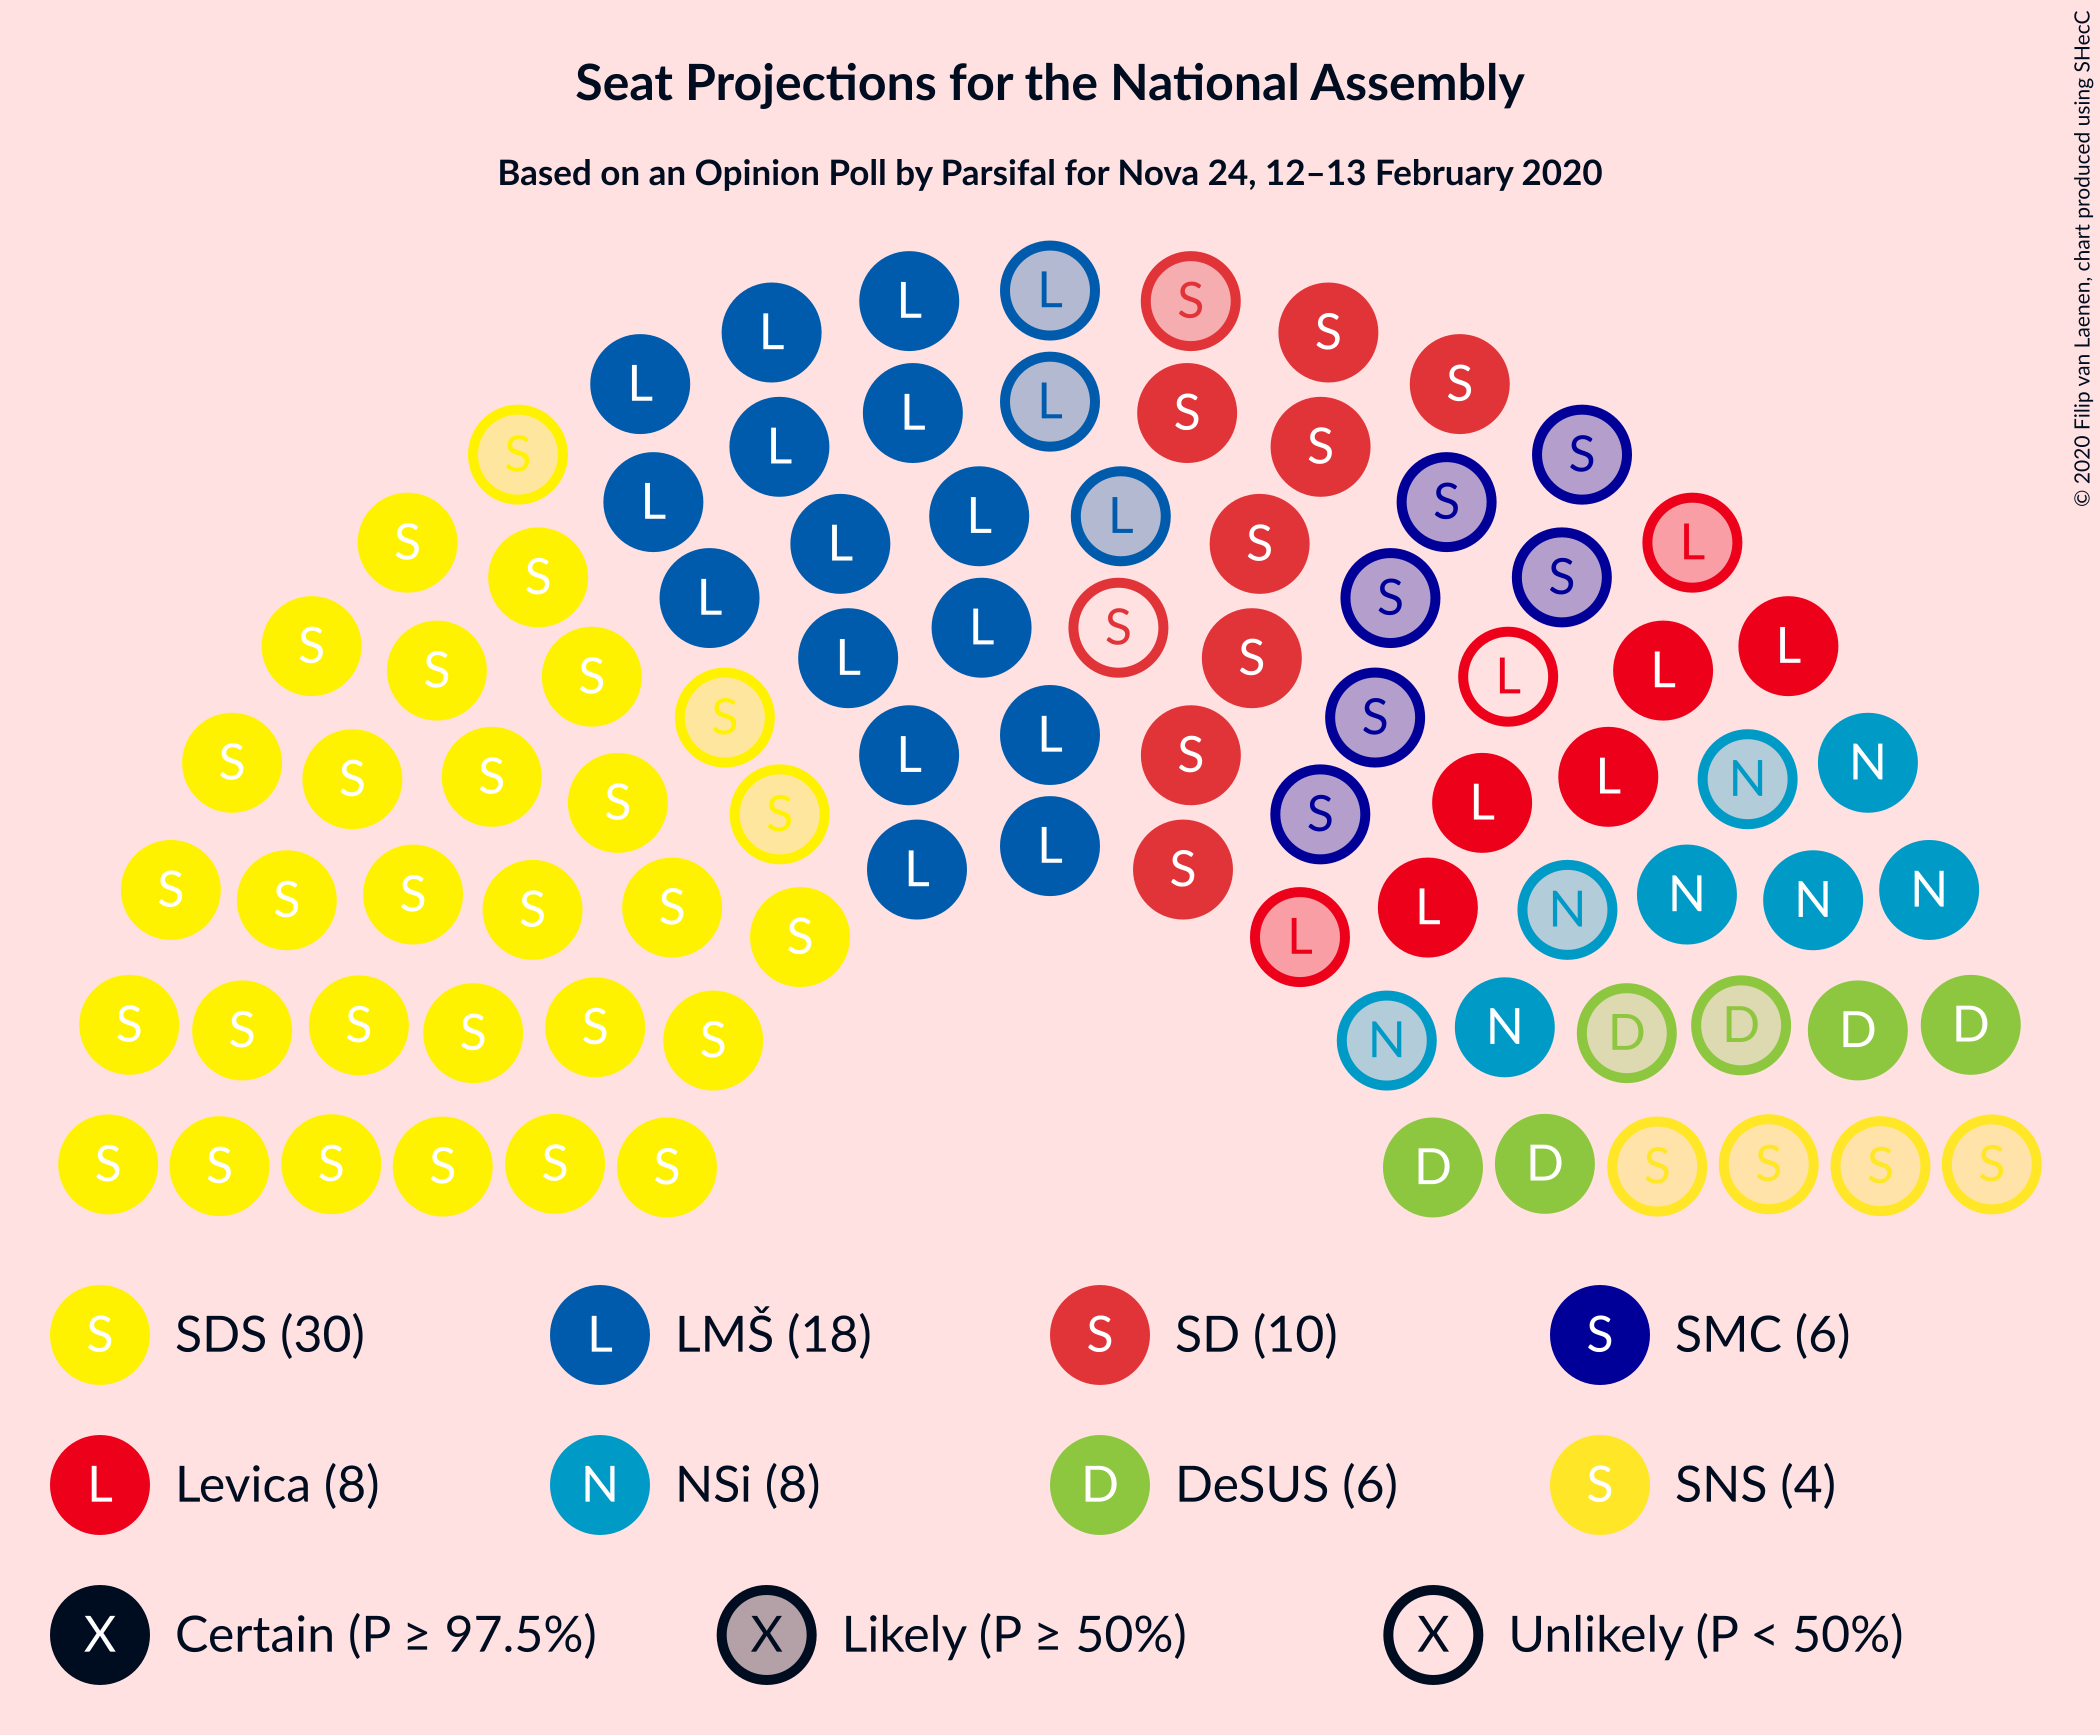 Seat Projections for the National Assembly
Based on an Opinion Poll by Parsifal for Nova 24, 12–13 February 2020
© 2020 Filip van Laenen, chart produced using SHecC
L L L S S
L L S
S L L L S S S S
S L L L S L
S L L S S S
S L S S
S S L S L L
S S L L S S
S S S S L L N N
S S
S S S S S L L S L N N N N
S L
S S S S S S N N D D D D
S S S S S S D D S S S S
S SDS (30) L LMŠ (18) S SD (10) S SMC (6)
L Levica (8) N NSi (8) D DeSUS (6) S SNS (4)
X Certain (P ≥ 97.5%) X Likely (P ≥ 50%) X Unlikely (P < 50%)